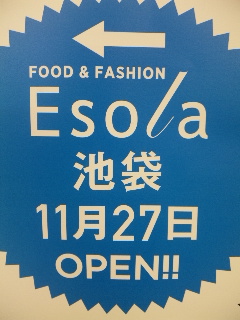 FOOD & FASHION
Esola
池袋
11月27日
OPEN!!